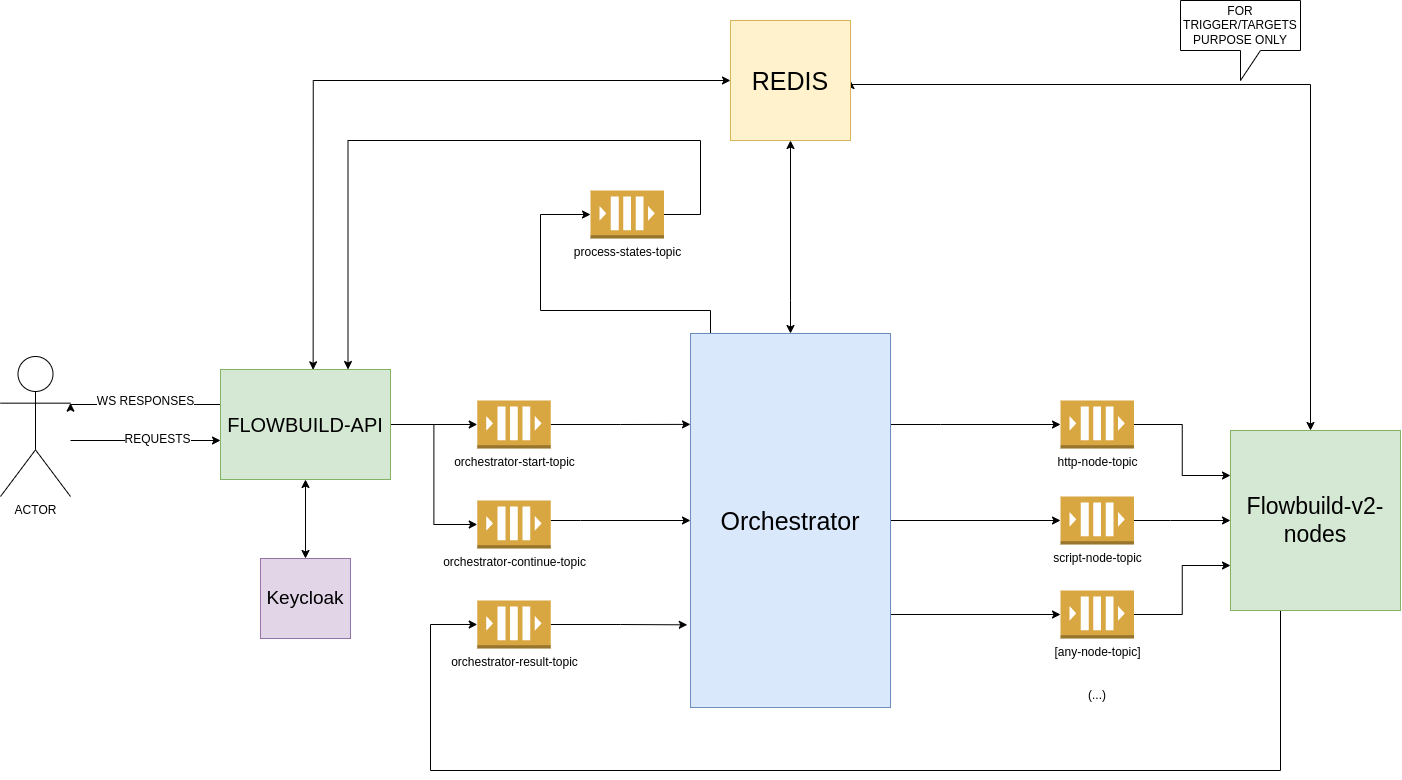 FOR
TRIGGER/TARGETS
PURPOSE ONLY
REDIS
process-states-topic
WS RESPONSES
REQUESTS
ACTOR
FLOWBUILD-API
Keycloak
orchestrator-start-topic
orchestrator-continue-topic
orchestrator-result-topic
Orchestrator
http-node-topic
script-node-topic
[any-node-topic]
(...)
Flowbuild-v2-
nodes